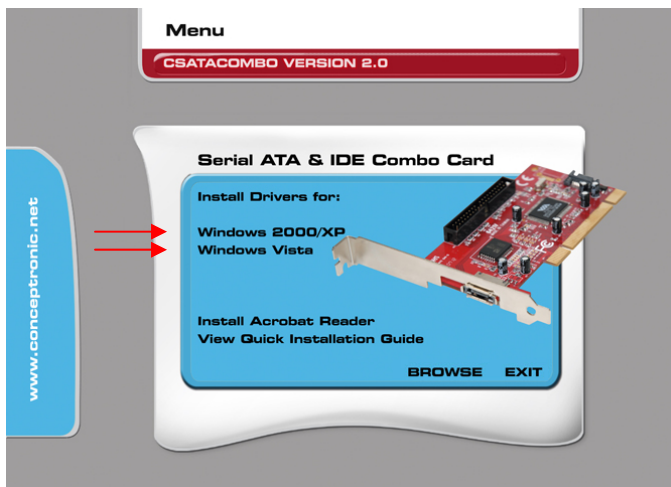 Menu
CSATACOMBO VERSION 2.0
Serial ATA & IDE Combo Card
Install Drivers for:
Windows 2000/XP
Windows Vista
Install Acrobat Reader
View Quick Installation Guide
BROWSE EXIT
www.conceptronic.net